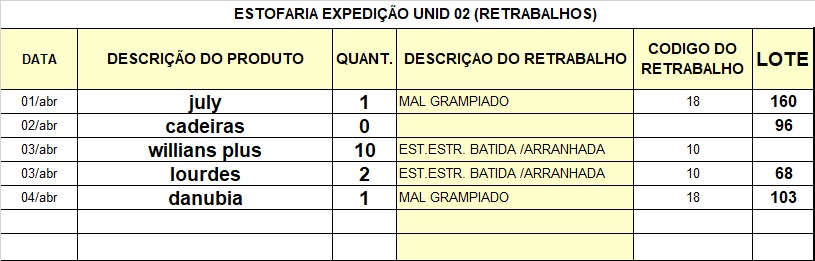 ESTOFARIA EXPEDIÇÃO UNID 02 (RETRABALHOS)
DATA DESCRIÇÃO DO PRODUTO QUANT. DESCRIÇAO DO RETRABALHO CODIGO DO RETRABALHO LOTE
01/abr july 1 MAL GRAMPIADO 18 160
02/abr cadeiras 0 96
03/abr willians plus 10 EST.ESTR. BATIDA /ARRANHADA 10
03/abr lourdes 2 EST.ESTR. BATIDA /ARRANHADA 10 68
04/abr danubia 1 MAL GRAMPIADO 18 103